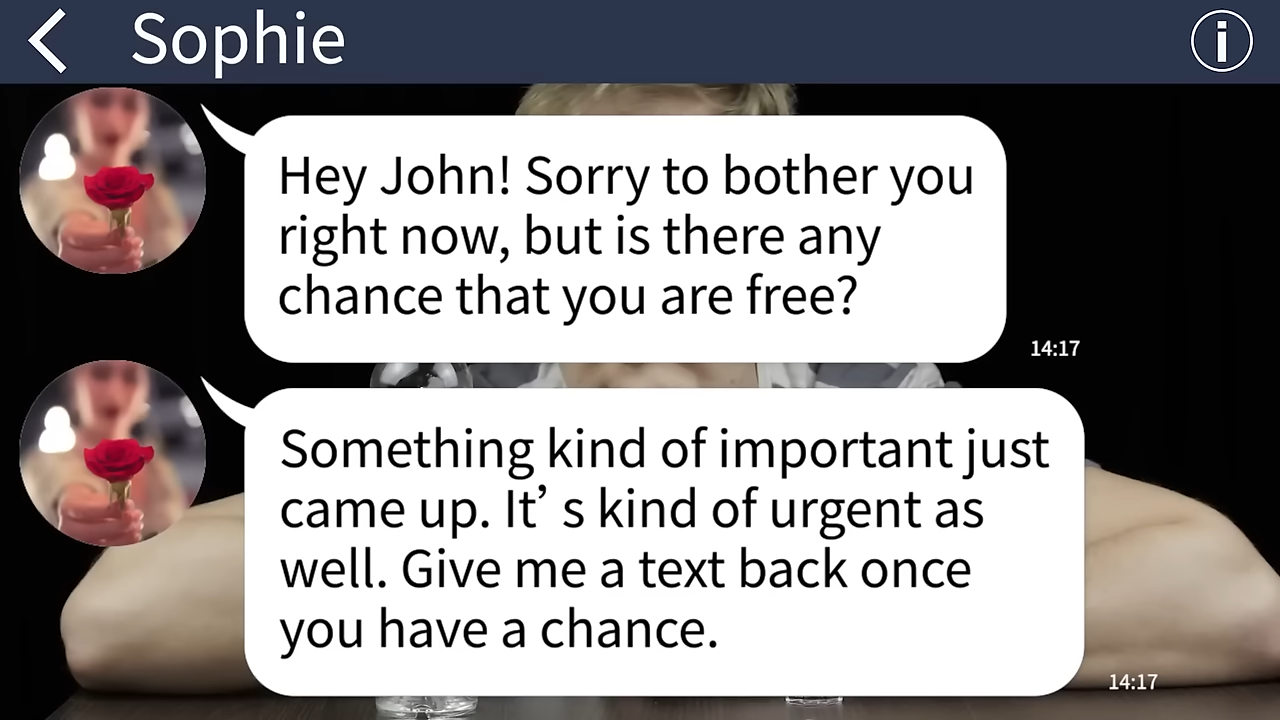 Sophie
Hey John! Sorry to bother you
right now, but is there any
chance that you are free?
14:17
Something kind of important just
came up. It’s kind of urgent as
well. Give me a text back once
you have a chance.
14:17